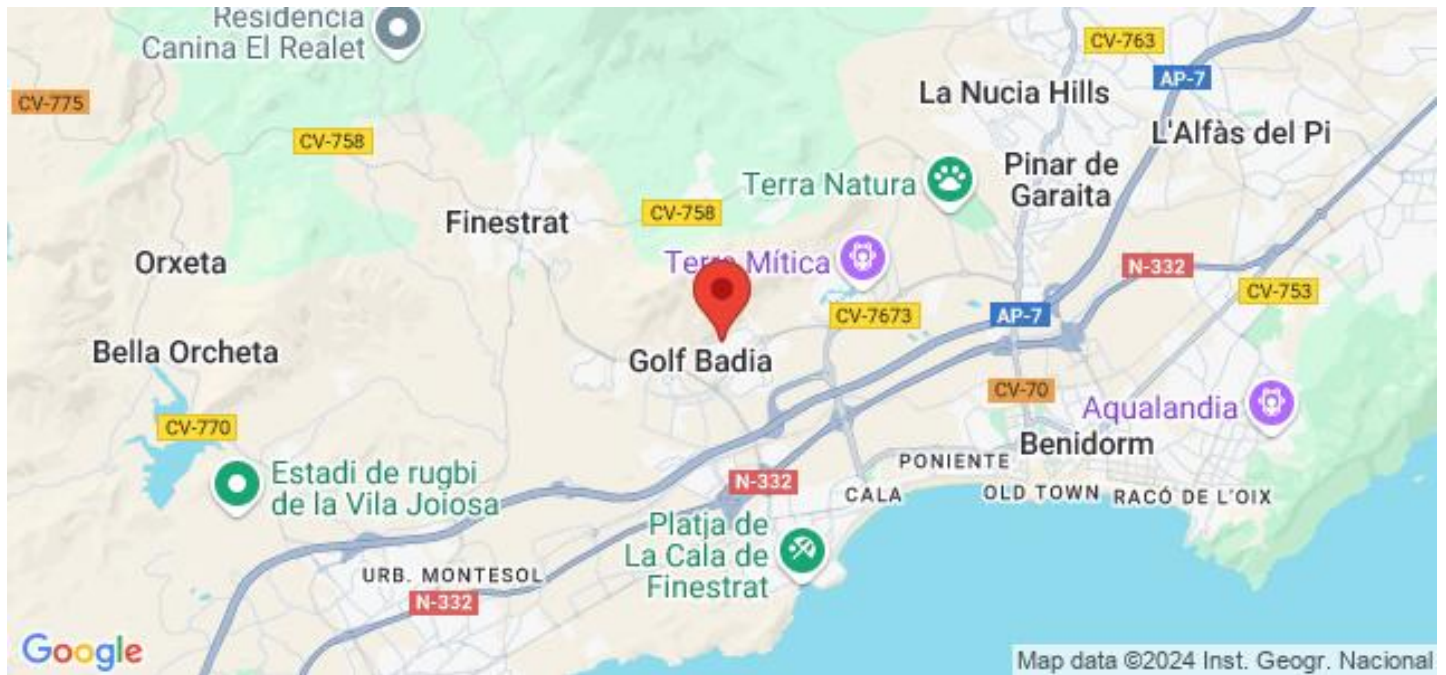 Residencia
Canina El Realet
CV-763
AP-7
La Nucia Hills
CV-775
CV-758
L'Alfàs del Pi
Pinar de
Garaita
Terra Natura
CV-758
Finestrat
Orxeta
Terra Mítica
N-332
CV-753
CV-7673
AP-7
Bella Orcheta
Golf Badia
CV-70
Aqualandia
CV-770
Benidorm
PONIENTE
Estadi de rugbi
de la Vila Joiosa
N-332
CALA
OLD TOWN
RACÓ DE L'OIX
Platja de
La Cala de
Finestrat
URB. MONTESOL
N-332
Google
Map data ©2024 Inst. Geogr. Nacional